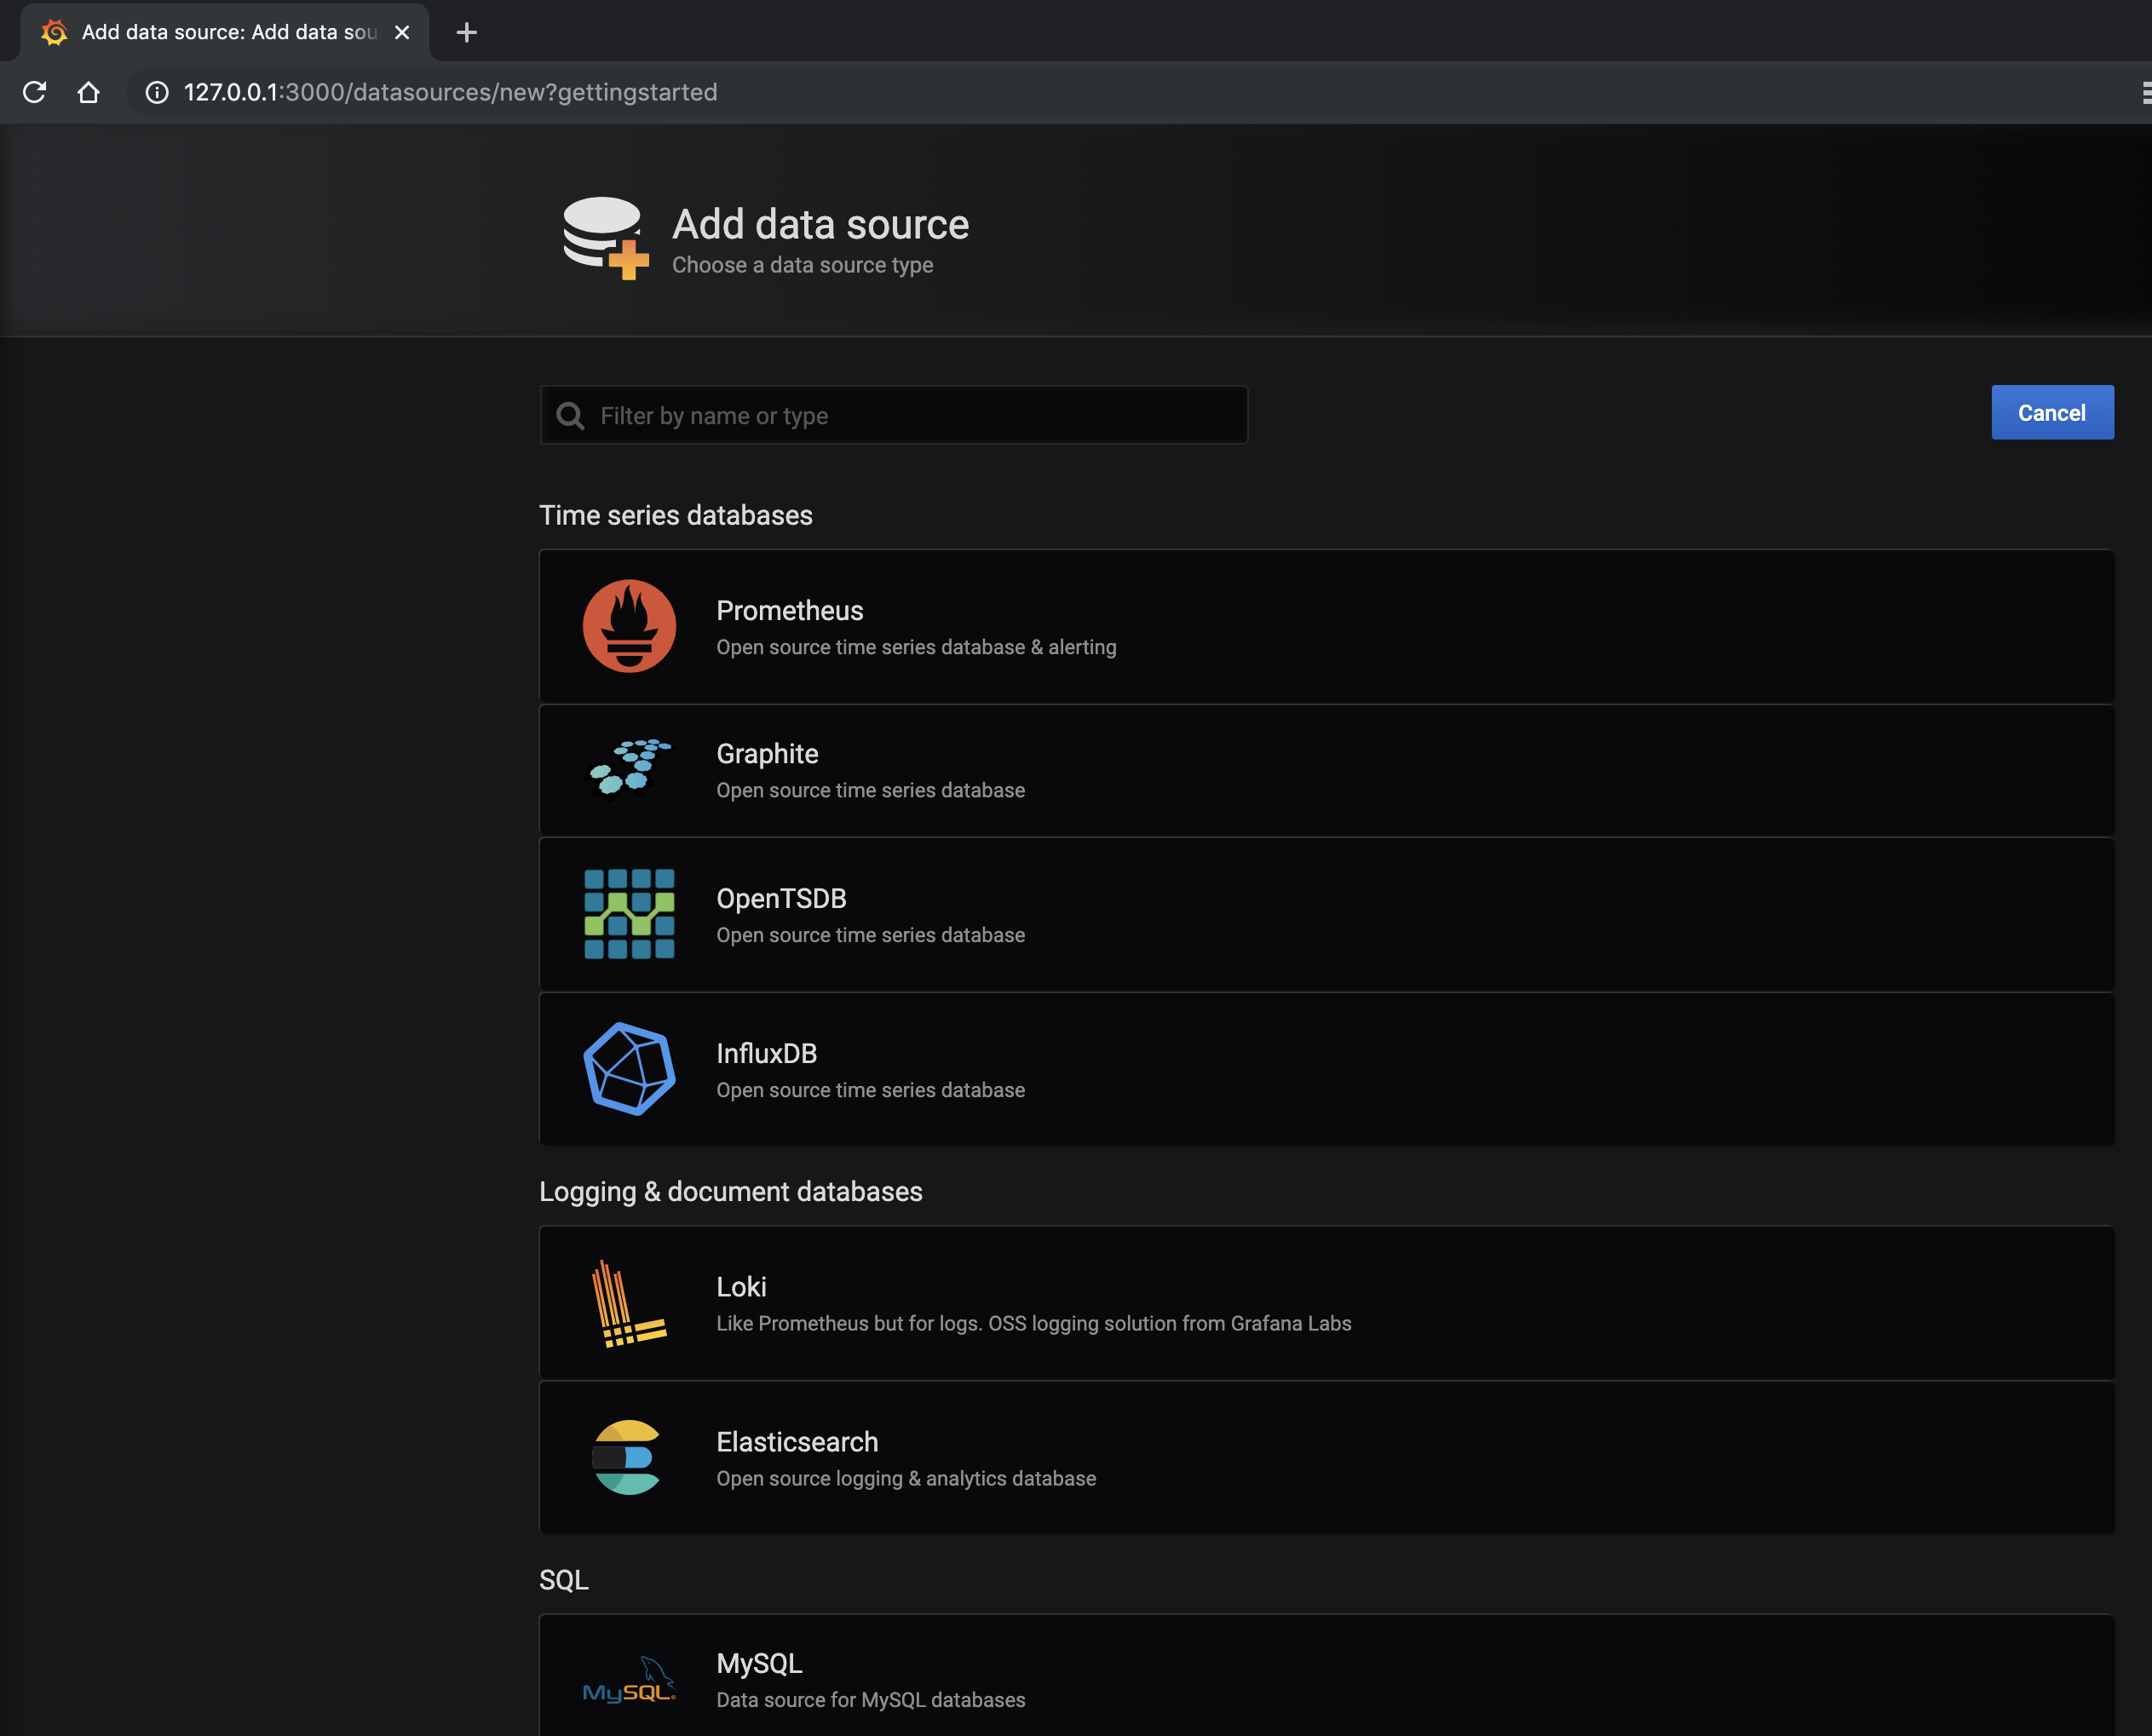 Add data source: Add data sou
127.0.0.1:3000/datasources/new?gettingstarted
Add data source
Choose a data source type
Filter by name or type
Cancel
Time series databases
Prometheus
Open source time series database & alerting
Graphite
Open source time series database
OpenTSDB
Open source time series database
InfluxDB
Open source time series database
Logging & document databases
Loki
Like Prometheus but for logs. OSS logging solution from Grafana Labs
Elasticsearch
Open source logging & analytics database
SQL
MySQL
MySQL
Data source for MySQL databases